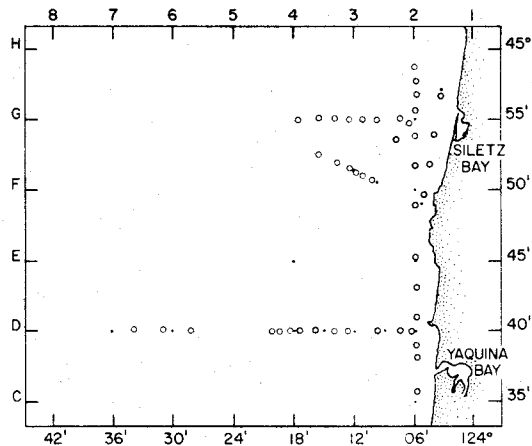 8 7 6 5 4 3 2 1
H 45°
G 55'
SILETZ
BAY
F 50'
E 45'
D 40'
YAQUINA
BAY
C 35'
42' 36' 30' 24' 18' 12' 06' 124°